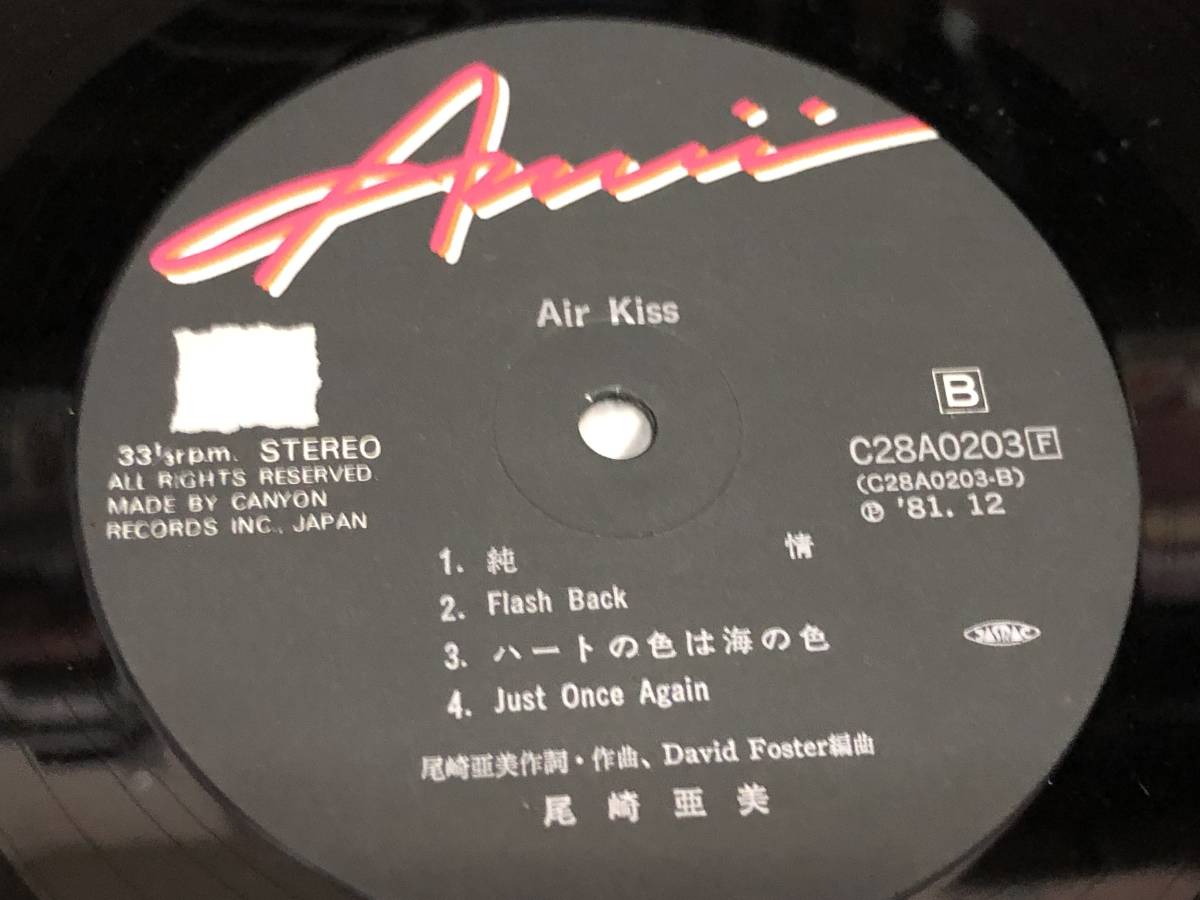 Amii
Air Kiss
33⅓rpm. STEREO
ALL RIGHTS RESERVED.
MADE BY CANYON
RECORDS INC., JAPAN
B
C28A0203 F
(C28A0203-B)
Ⓟ '81. 12
1. 純情
2. Flash Back
3. ハートの色は海の色
4. Just Once Again
JASRAC
尾崎亜美作詞・作曲、David Foster編曲
尾崎亜美